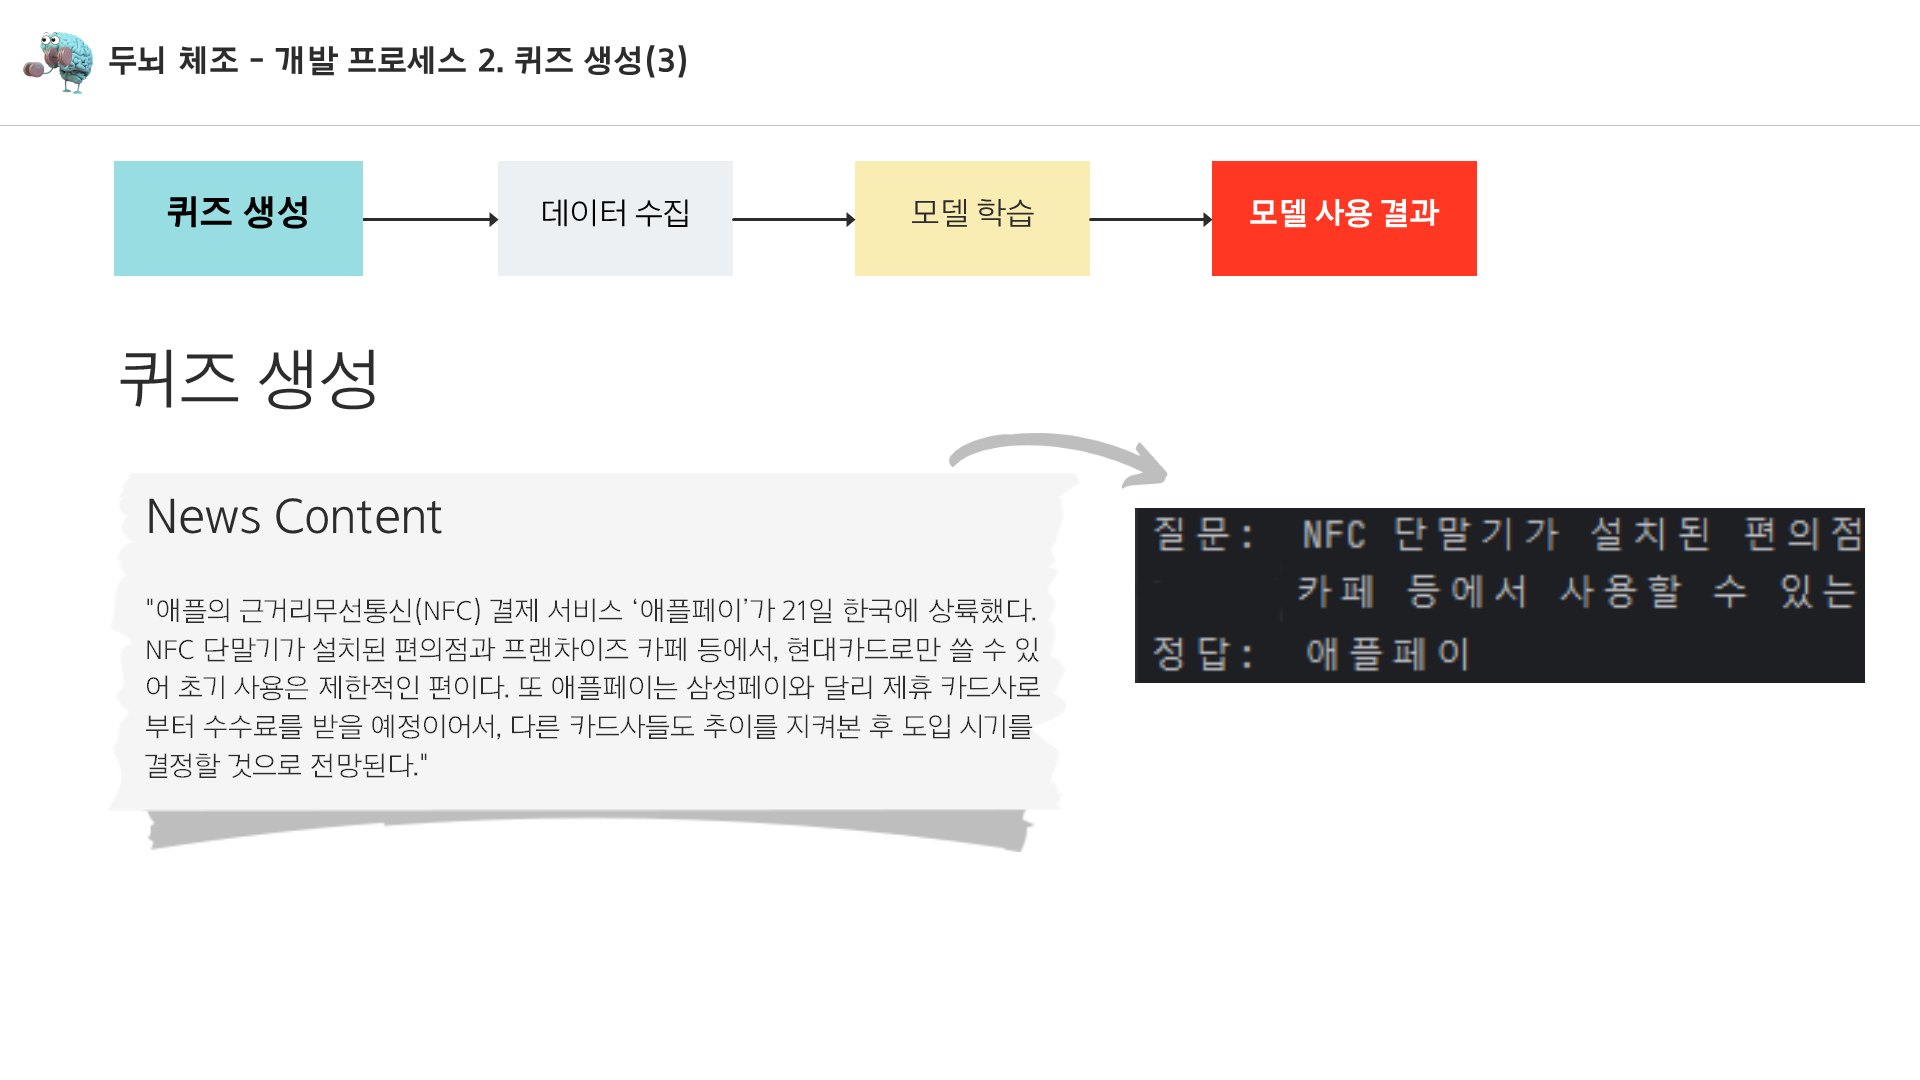 두뇌 체조 - 개발 프로세스 2. 퀴즈 생성(3)
퀴즈 생성
데이터 수집
모델 학습
모델 사용 결과
퀴즈 생성
News Content
"애플의 근거리무선통신(NFC) 결제 서비스 ‘애플페이’가 21일 한국에 상륙했다.
NFC 단말기가 설치된 편의점과 프랜차이즈 카페 등에서, 현대카드로만 쓸 수 있
어 초기 사용은 제한적인 편이다. 또 애플페이는 삼성페이와 달리 제휴 카드사로
부터 수수료를 받을 예정이어서, 다른 카드사들도 추이를 지켜본 후 도입 시기를
결정할 것으로 전망된다."
질문: NFC 단말기가 설치된 편의점
카페 등에서 사용할 수 있는
정답: 애플페이